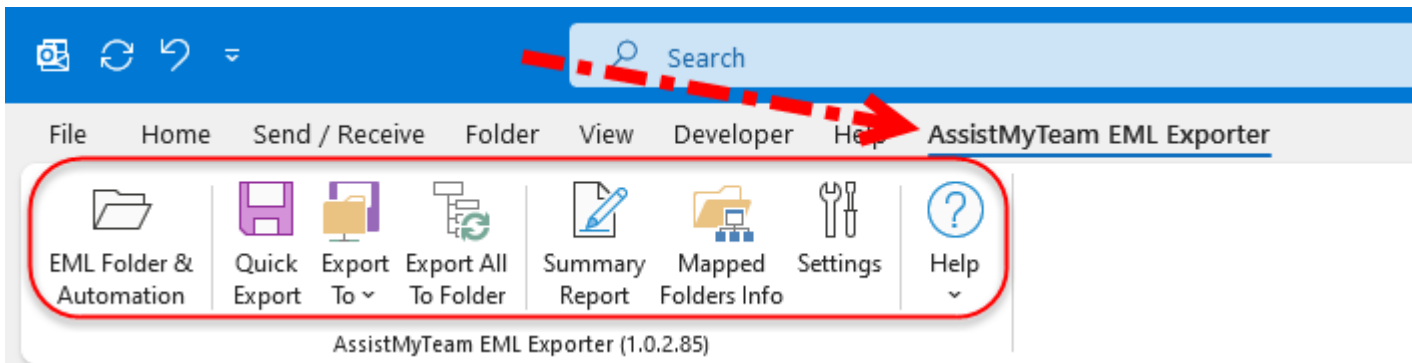 Search
File Home Send / Receive Folder View Developer Help AssistMyTeam EML Exporter
EML Folder & Quick Export Export All Summary Mapped Settings Help
Automation Export To To Folder Report Folders Info
AssistMyTeam EML Exporter (1.0.2.85)